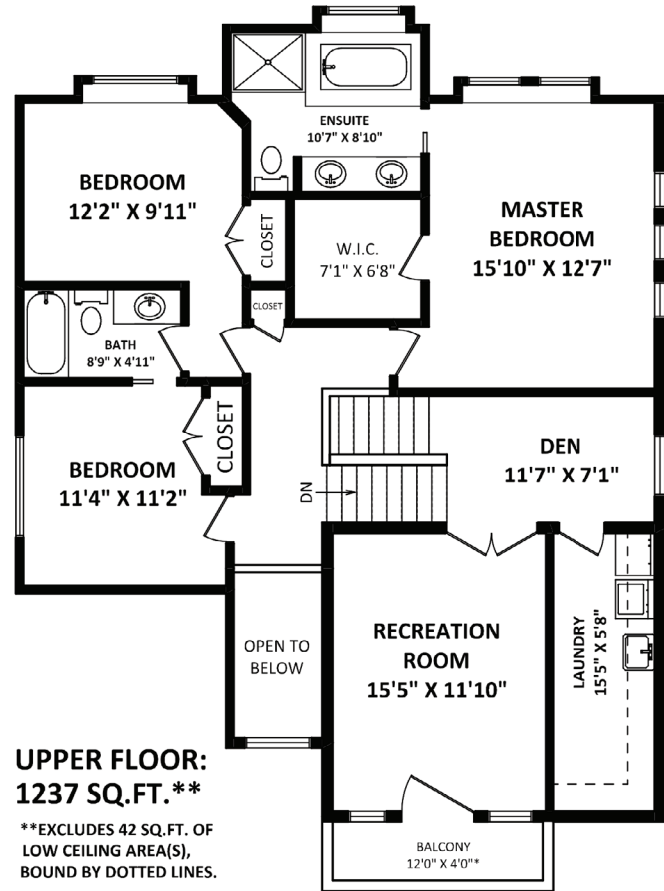 ENSUITE
10'7" X 8'10"
BEDROOM
12'2" X 9'11"
CLOSET
W.I.C.
7'1" X 6'8"
MASTER
BEDROOM
15'10" X 12'7"
CLOSET
BATH
8'9" X 4'11"
CLOSET
BEDROOM
11'4" X 11'2"
DEN
11'7" X 7'1"
DN
OPEN TO
BELOW
RECREATION
ROOM
15'5" X 11'10"
LAUNDRY
15'5" X 5'8"
UPPER FLOOR:
1237 SQ.FT.**
**EXCLUDES 42 SQ.FT. OF
LOW CEILING AREA(S),
BOUND BY DOTTED LINES.
BALCONY
12'0" X 4'0"*